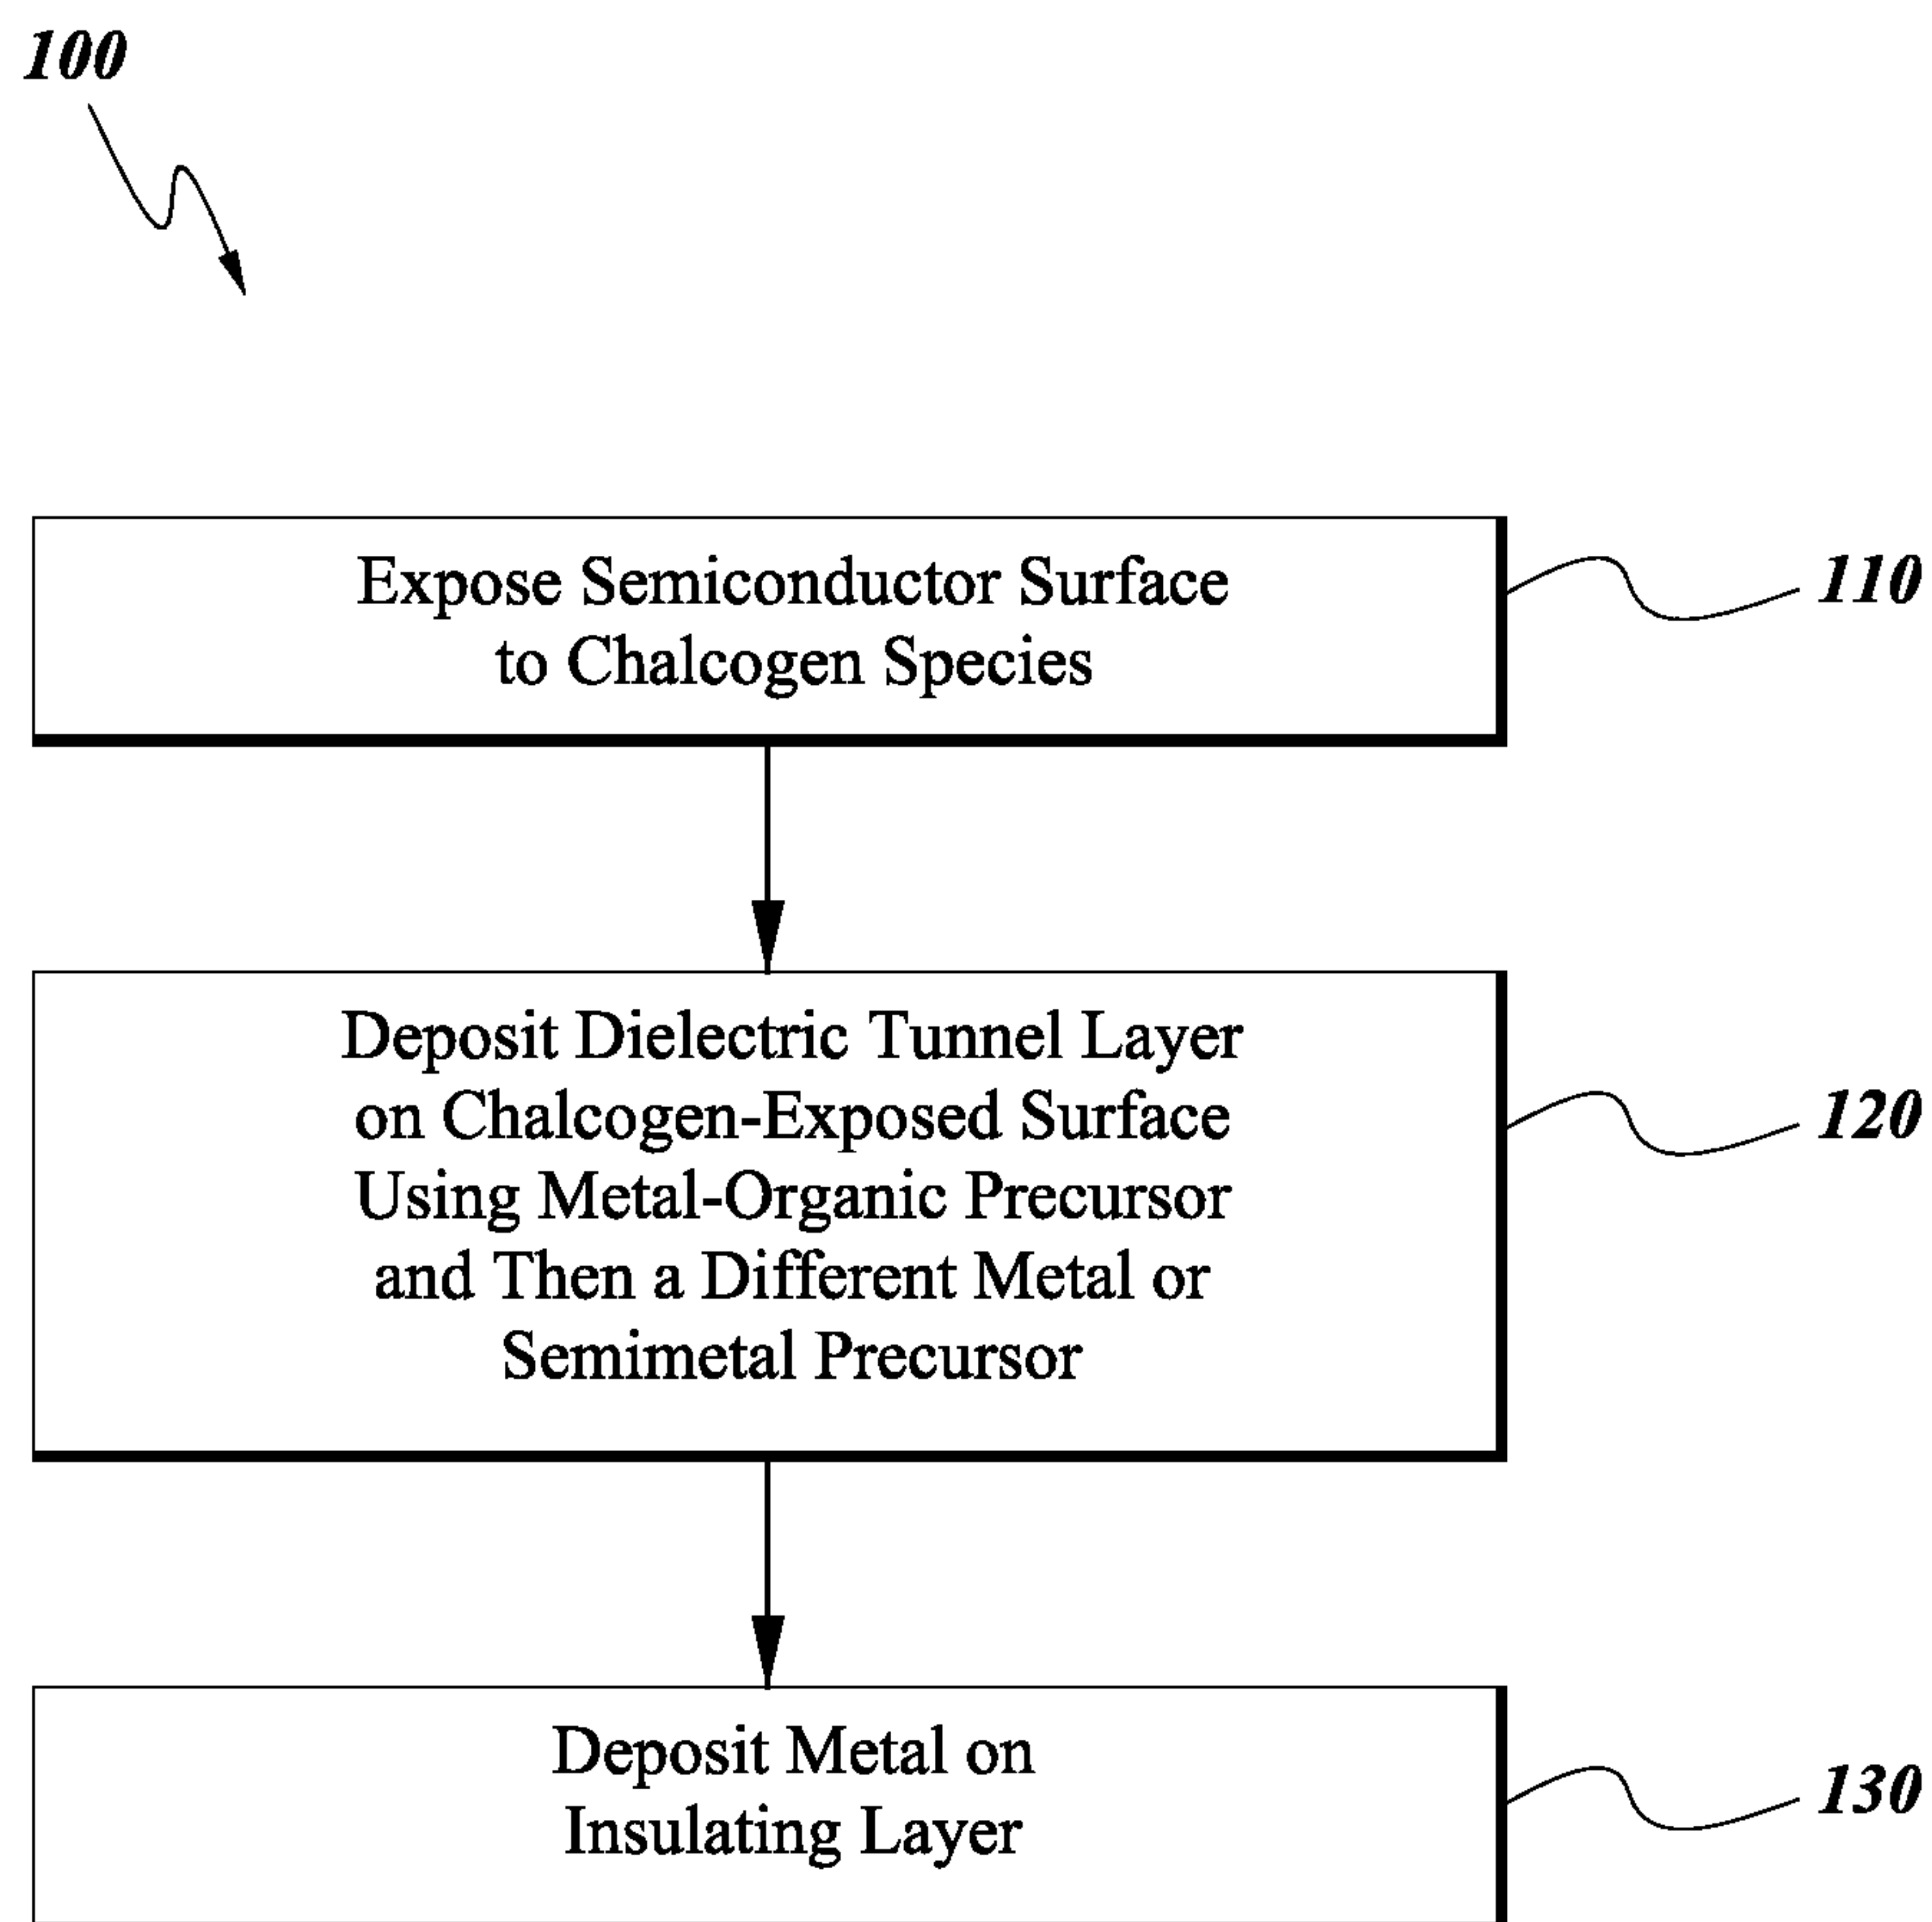 100
Expose Semiconductor Surface
to Chalcogen Species
110
Deposit Dielectric Tunnel Layer
on Chalcogen-Exposed Surface
Using Metal-Organic Precursor
and Then a Different Metal or
Semimetal Precursor
120
Deposit Metal on
Insulating Layer
130